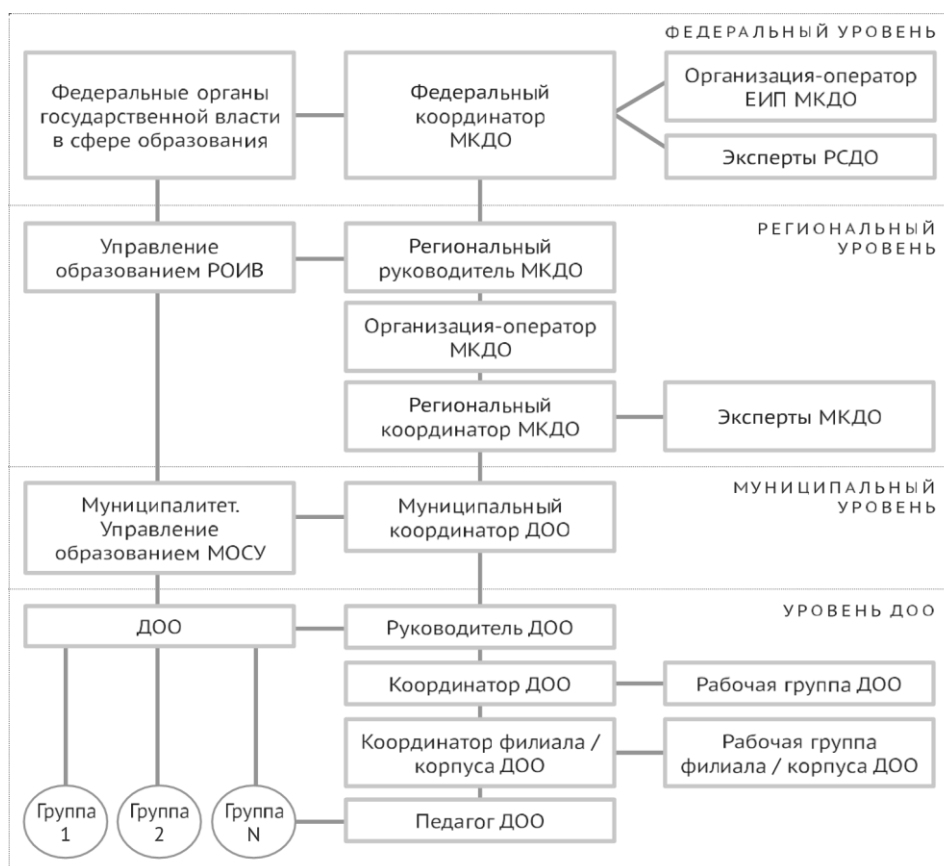 ФЕДЕРАЛЬНЫЙ УРОВЕНЬ
Федеральные органы
государственной власти
в сфере образования
Федеральный
координатор
МКДО
Организация-оператор
ЕИП МКДО
Эксперты РСДО
РЕГИОНАЛЬНЫЙ
УРОВЕНЬ
Управление
образованием РОИВ
Региональный
руководитель МКДО
Организация-оператор
МКДО
Региональный
координатор МКДО
Эксперты МКДО
МУНИЦИПАЛЬНЫЙ
УРОВЕНЬ
Муниципалитет.
Управление
образованием МОСУ
Муниципальный
координатор ДОО
УРОВЕНЬ ДОО
ДОО
Руководитель ДОО
Координатор ДОО
Рабочая группа ДОО
Координатор филиала /
корпуса ДОО
Рабочая группа
филиала / корпуса ДОО
Группа
1
Группа
2
Группа
N
Педагог ДОО